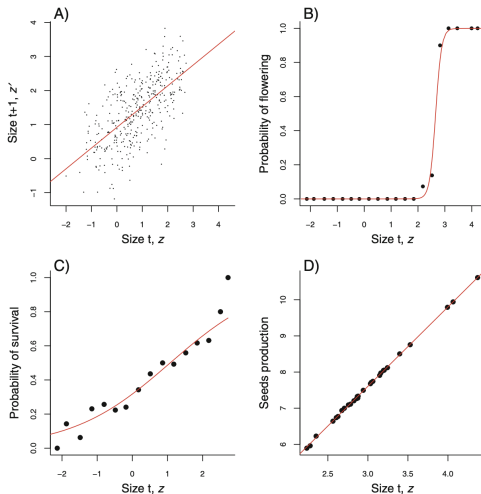 A)
Size t+1, z′
4
3
2
1
0
−1
−2 −1 0 1 2 3 4
Size t, z
B)
Probability of flowering
1.0
0.8
0.6
0.4
0.2
0.0
−2 −1 0 1 2 3 4
Size t, z
C)
Probability of survival
1.0
0.8
0.6
0.4
0.2
0.0
−2 −1 0 1 2
Size t, z
D)
Seeds production
10
9
8
7
6
2.5 3.0 3.5 4.0
Size t, z